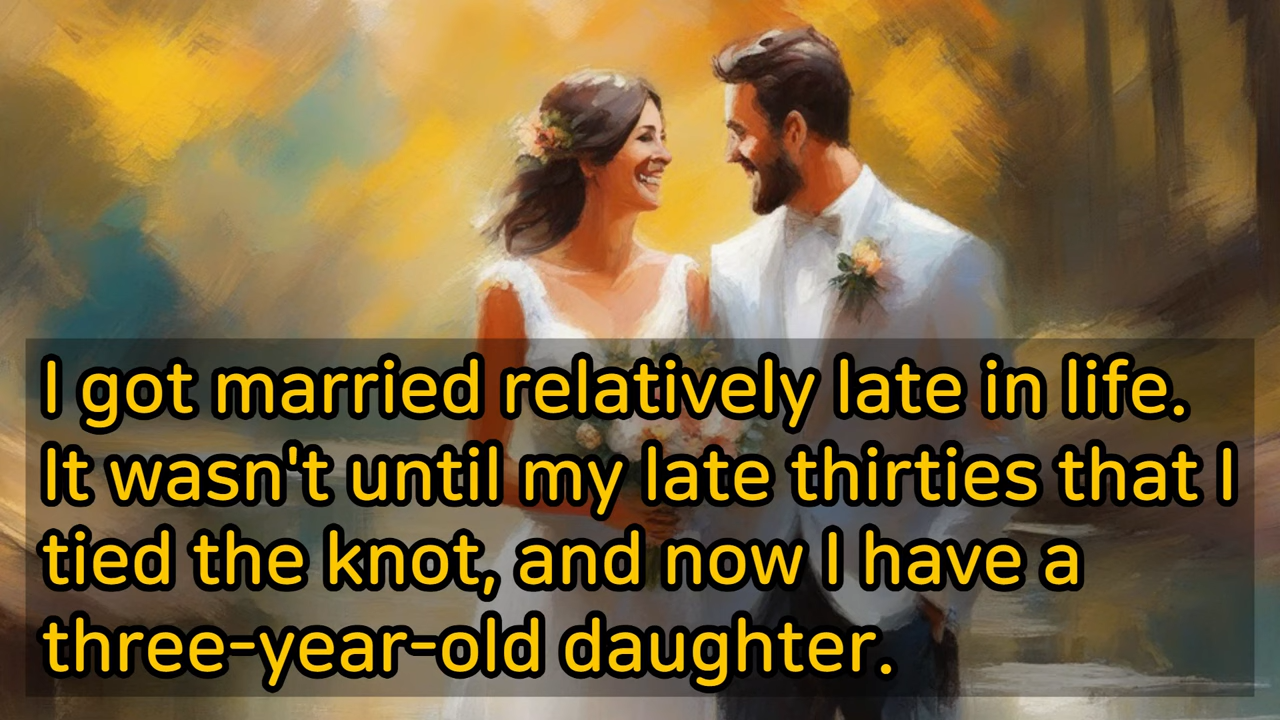 I got married relatively late in life.
It wasn't until my late thirties that I
tied the knot, and now I have a
three-year-old daughter.